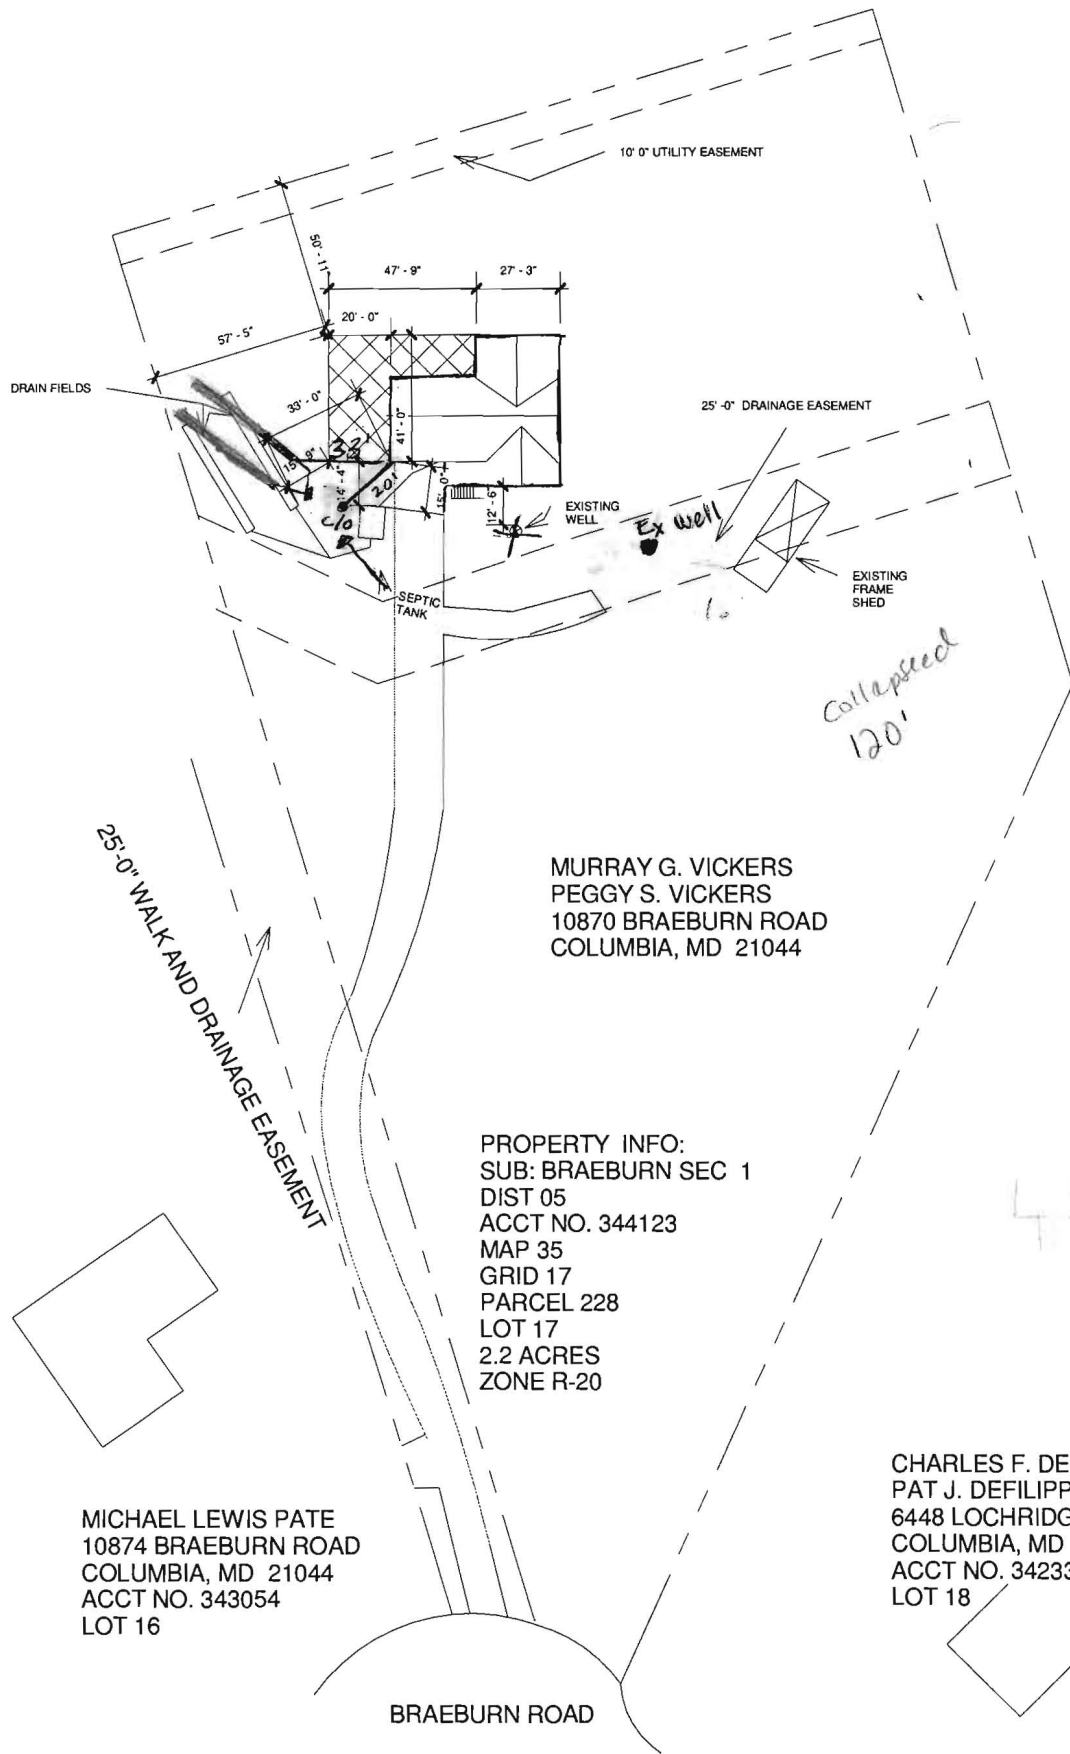 10' 0" UTILITY EASEMENT
50' - 11"
47' - 9"
27' - 3"
20' - 0"
57' - 5"
DRAIN FIELDS
33' - 0"
25' -0" DRAINAGE EASEMENT
41' - 0"
33'
15' - 9"
14' - 4"
20'
15' - 0"
12' - 6"
c/o
EXISTING
WELL
Ex well
EXISTING
FRAME
SHED
SEPTIC
TANK
Collapseed
120'
25'-0" WALK AND DRAINAGE EASEMENT
MURRAY G. VICKERS
PEGGY S. VICKERS
10870 BRAEBURN ROAD
COLUMBIA, MD 21044
PROPERTY INFO:
SUB: BRAEBURN SEC 1
DIST 05
ACCT NO. 344123
MAP 35
GRID 17
PARCEL 228
LOT 17
2.2 ACRES
ZONE R-20
MICHAEL LEWIS PATE
10874 BRAEBURN ROAD
COLUMBIA, MD 21044
ACCT NO. 343054
LOT 16
CHARLES F. DE
PAT J. DEFILIPP
6448 LOCHRIDG
COLUMBIA, MD
ACCT NO. 34233
LOT 18
BRAEBURN ROAD